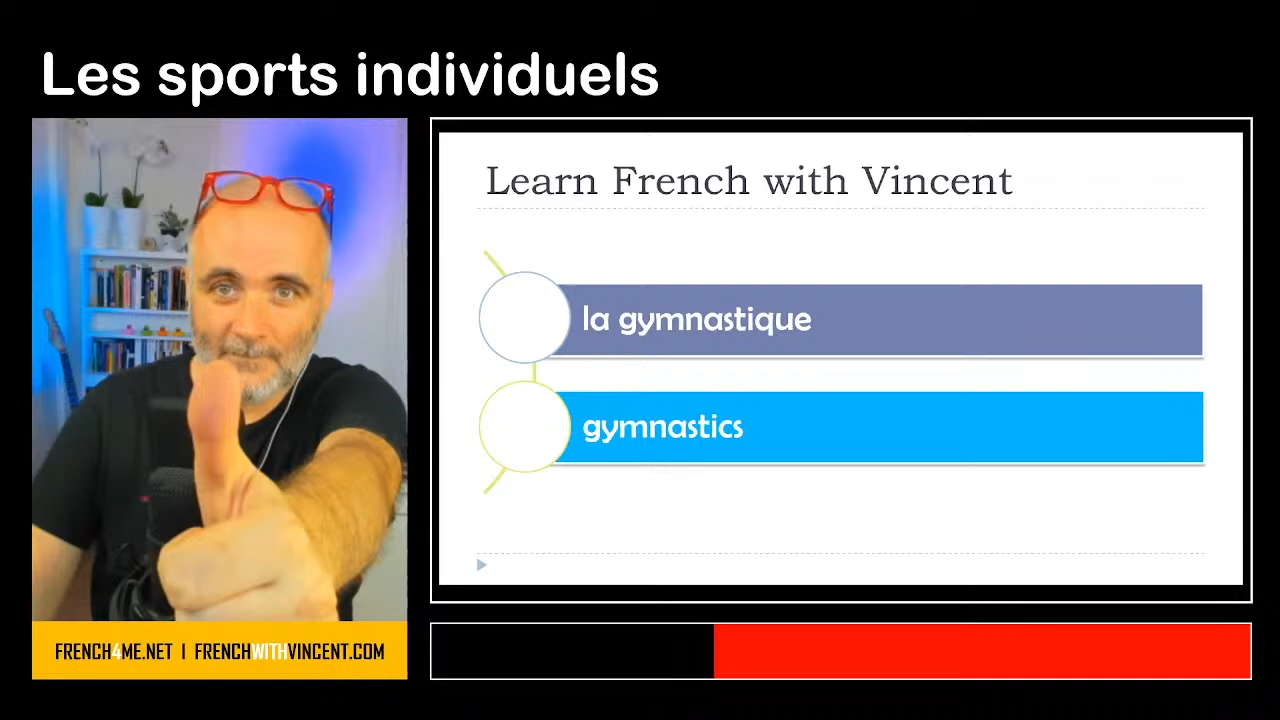 Les sports individuels
Learn French with Vincent
la gymnastique
gymnastics
FRENCH4ME.NET I FRENCHWITHVINCENT.COM